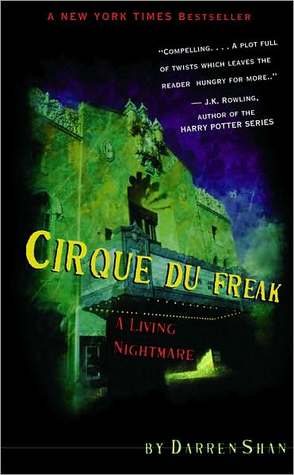 A NEW YORK TIMES BESTSELLER
"COMPELLING. . . . A PLOT FULL
OF TWISTS WHICH LEAVES THE
READER HUNGRY FOR MORE.."
— J.K. ROWLING,
AUTHOR OF THE
HARRY POTTER SERIES
CIRQUE DU FREAK
A LIVING
NIGHTMARE
BY DARREN SHAN